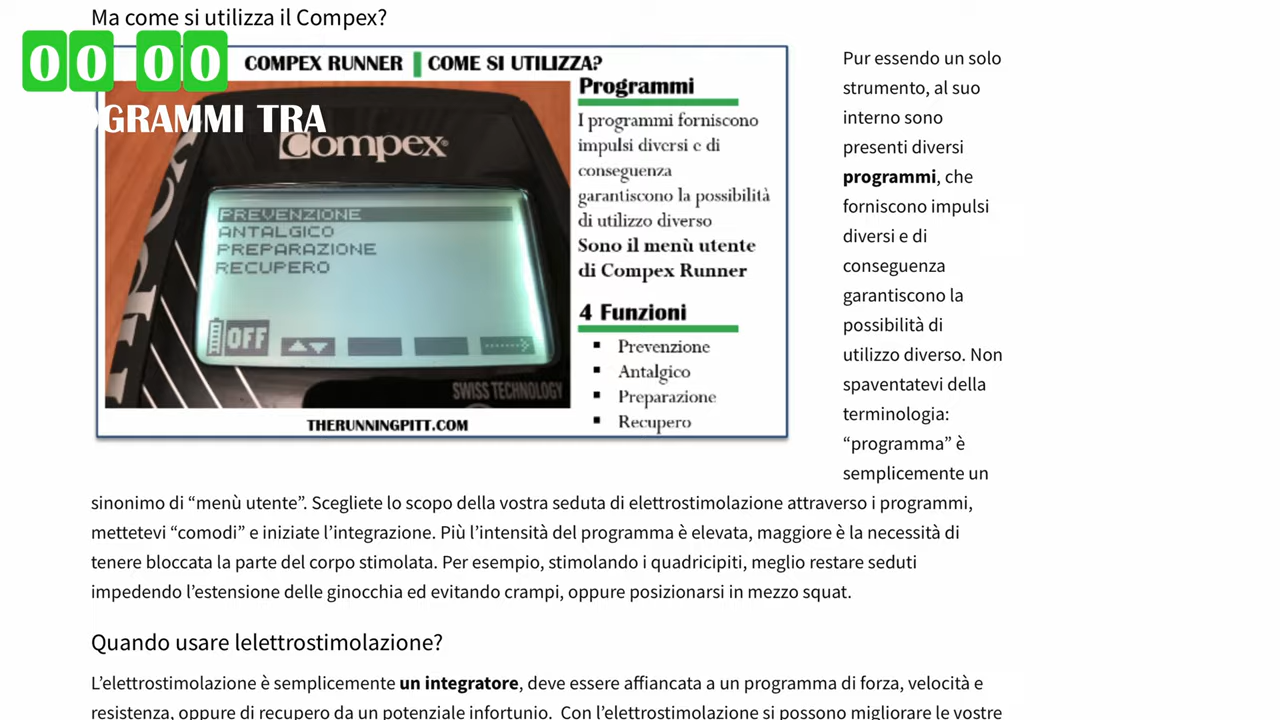 Ma come si utilizza il Compex?
00 00
OGRAMMI TRA
COMPEX RUNNER | COME SI UTILIZZA?
Compex
PREVENZIONE
ANTALGICO
PREPARAZIONE
RECUPERO
OFF
SWISS TECHNOLOGY
THERUNNINGPITT.COM
Programmi
I programmi forniscono
impulsi diversi e di
conseguenza
garantiscono la possibilità
di utilizzo diverso
Sono il menù utente
di Compex Runner
4 Funzioni
▪ Prevenzione
▪ Antalgico
▪ Preparazione
▪ Recupero
Pur essendo un solo
strumento, al suo
interno sono
presenti diversi
programmi, che
forniscono impulsi
diversi e di
conseguenza
garantiscono la
possibilità di
utilizzo diverso. Non
spaventatevi della
terminologia:
“programma” è
semplicemente un
sinonimo di “menù utente”. Scegliete lo scopo della vostra seduta di elettrostimolazione attraverso i programmi,
mettetevi “comodi” e iniziate l’integrazione. Più l’intensità del programma è elevata, maggiore è la necessità di
tenere bloccata la parte del corpo stimolata. Per esempio, stimolando i quadricipiti, meglio restare seduti
impedendo l’estensione delle ginocchia ed evitando crampi, oppure posizionarsi in mezzo squat.
Quando usare lelettrostimolazione?
L’elettrostimolazione è semplicemente un integratore, deve essere affiancata a un programma di forza, velocità e
resistenza, oppure di recupero da un potenziale infortunio. Con l’elettrostimolazione si possono migliorare le vostre